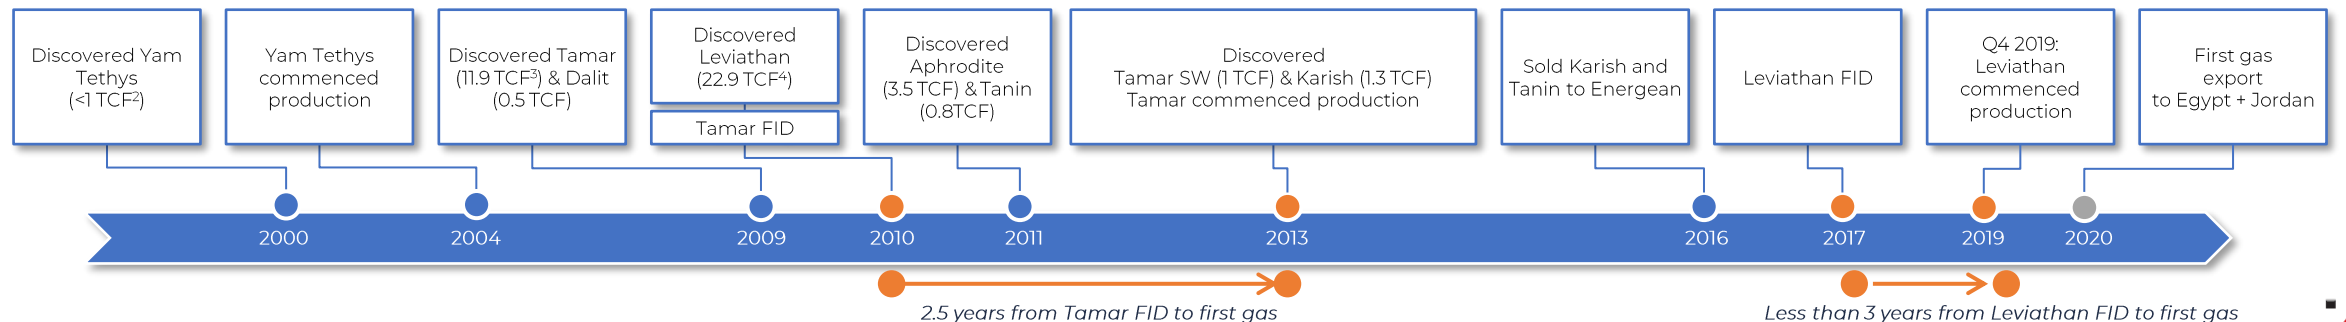 Discovered Yam
Tethys
(<1 TCF²)
Yam Tethys
commenced
production
Discovered Tamar
(11.9 TCF³) & Dalit
(0.5 TCF)
Discovered
Leviathan
(22.9 TCF⁴)
Tamar FID
Discovered
Aphrodite
(3.5 TCF) & Tanin
(0.8TCF)
Discovered
Tamar SW (1 TCF) & Karish (1.3 TCF)
Tamar commenced production
Sold Karish and
Tanin to Energean
Leviathan FID
Q4 2019:
Leviathan
commenced
production
First gas
export
to Egypt + Jordan
2000
2004
2009
2010
2011
2013
2016
2017
2019
2020
2.5 years from Tamar FID to first gas
Less than 3 years from Leviathan FID to first gas